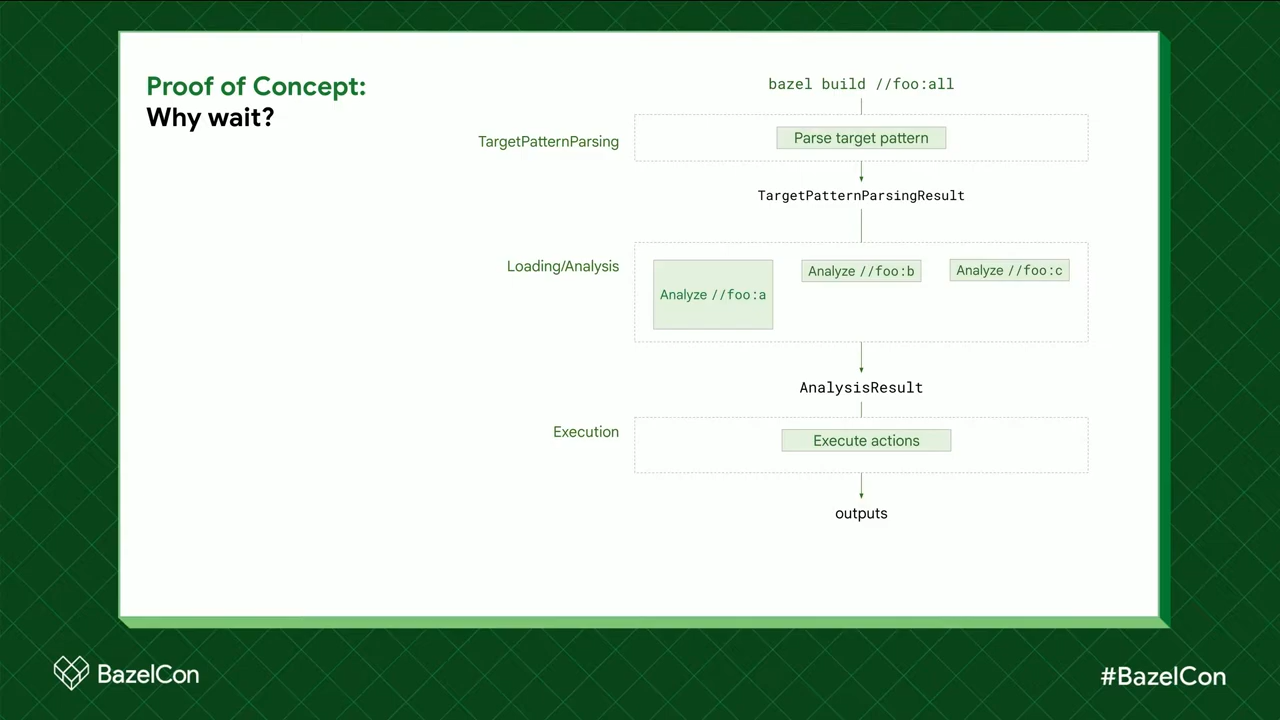 Proof of Concept:
Why wait?
bazel build //foo:all
TargetPatternParsing
Parse target pattern
TargetPatternParsingResult
Loading/Analysis
Analyze //foo:a
Analyze //foo:b
Analyze //foo:c
AnalysisResult
Execution
Execute actions
outputs
BazelCon
#BazelCon